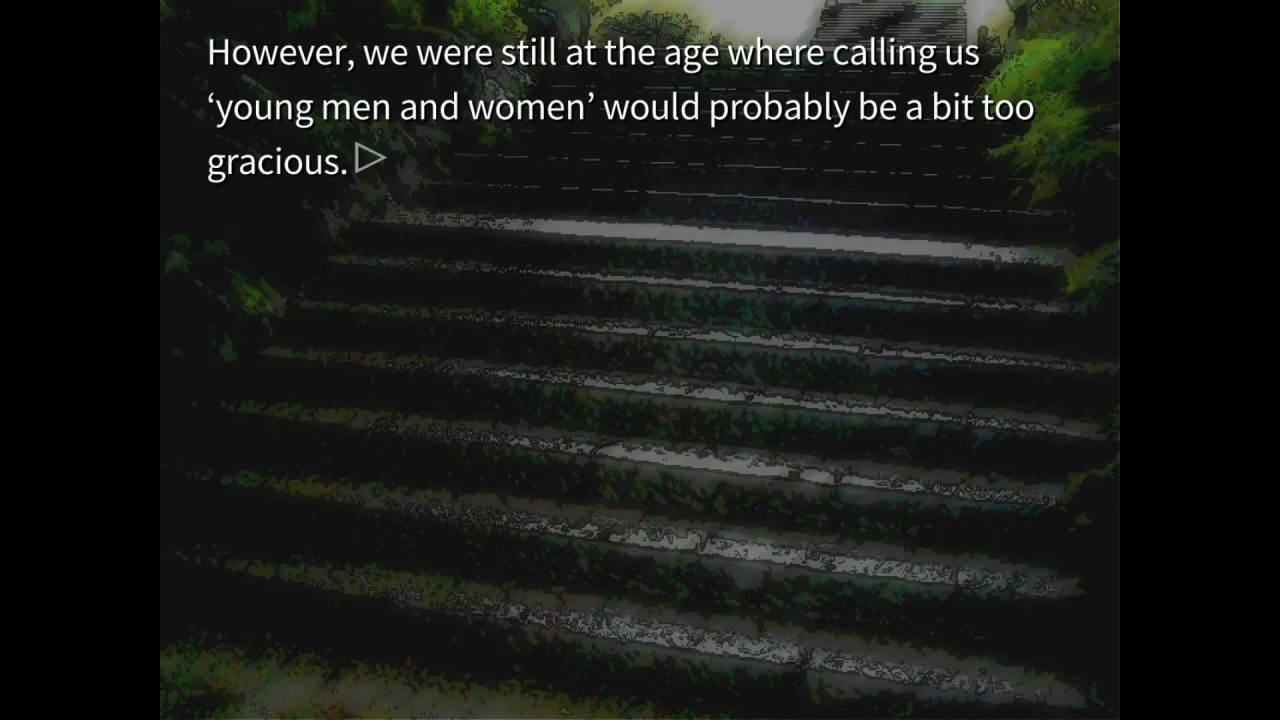 However, we were still at the age where calling us
‘young men and women’ would probably be a bit too
gracious.